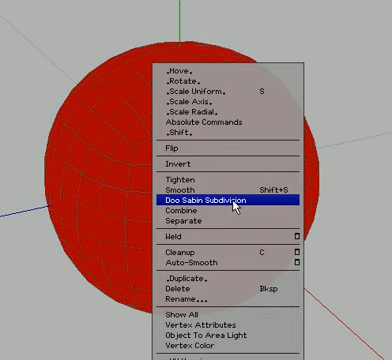 .Move.
.Rotate.
.Scale Uniform. S
.Scale Axis.
.Scale Radial.
Absolute Commands
.Shift.
Flip
Invert
Tighten
Smooth Shift+S
Doo Sabin Subdivision
Combine
Separate
Weld
Cleanup C
Auto-Smooth
.Duplicate.
Delete Bksp
Rename...
Show All
Vertex Attributes
Object To Area Light
Vertex Color